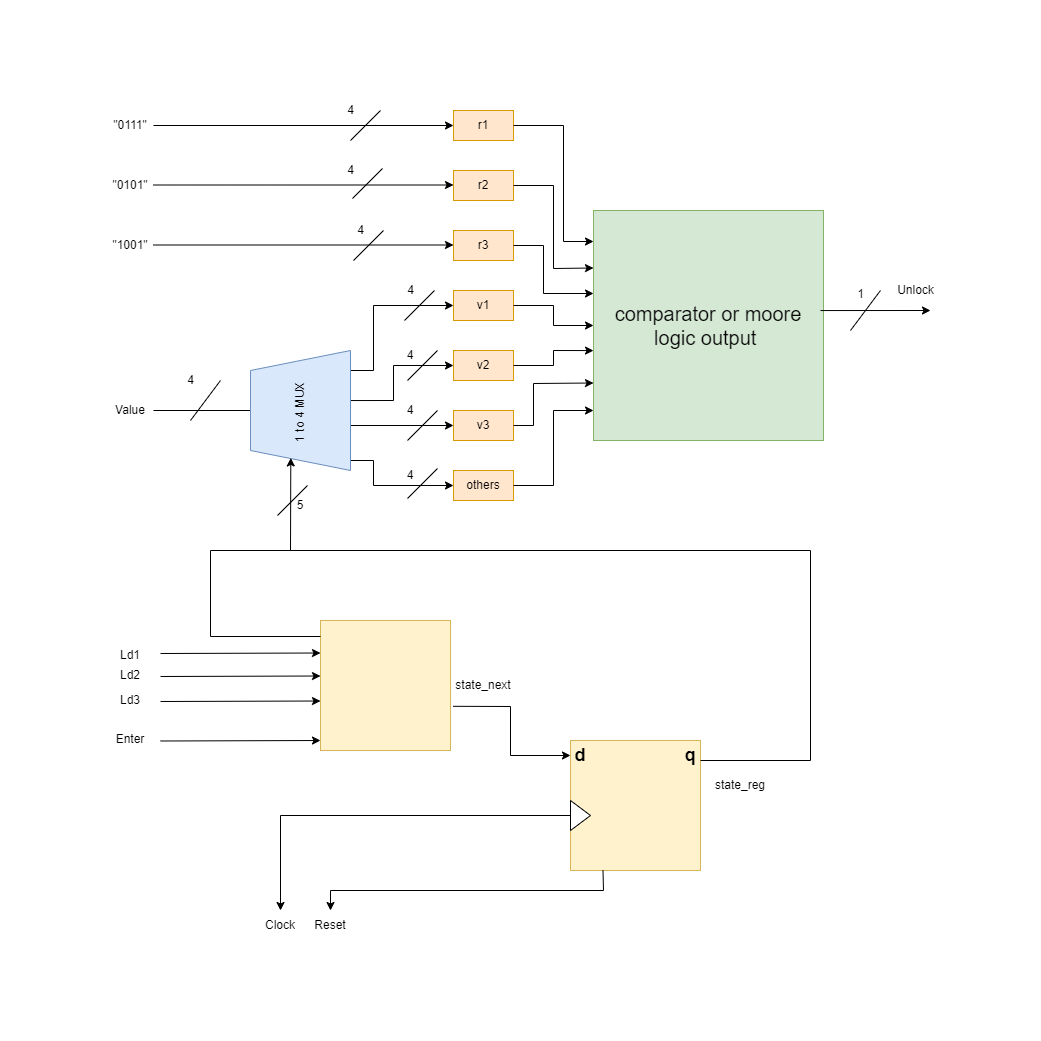 4
"0111"
r1
4
"0101"
r2
4
"1001"
r3
4
v1
1
Unlock
comparator or moore
logic output
4
v2
4
Value
1 to 4 MUX
4
v3
4
others
5
Ld1
Ld2
Ld3
Enter
state_next
d
q
state_reg
Clock
Reset